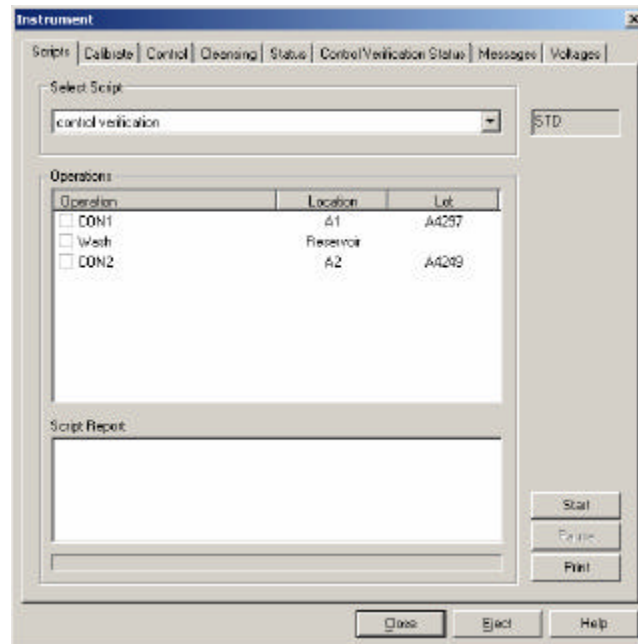 Instrument
Scripts Calibrate Control Cleansing Status Control Verification Status Messages Voltages
Select Script
control verification
STD
Operations
Operation Location Lot
CON1 A1 A4297
Wash Reservoir
CON2 A2 A4249
Script Report
Start
Pause
Print
Close Eject Help